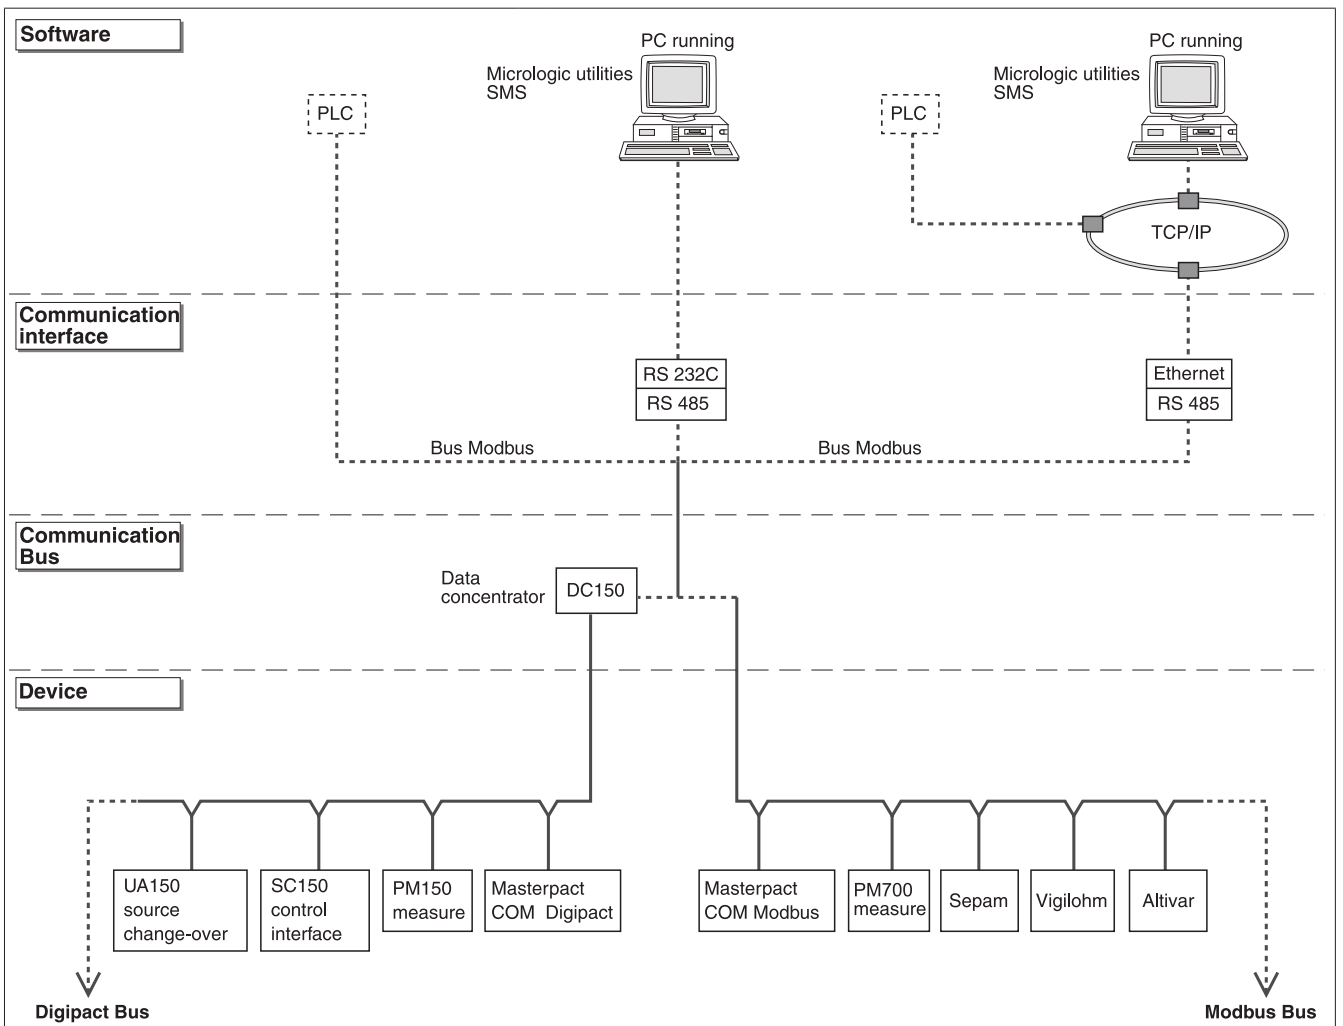 Software
PC running
Micrologic utilities
SMS
PLC
PC running
Micrologic utilities
SMS
PLC
TCP/IP
Communication
interface
RS 232C
RS 485
Ethernet
RS 485
Bus Modbus
Bus Modbus
Communication
Bus
Data
concentrator
DC150
Device
UA150
source
change-over
SC150
control
interface
PM150
measure
Masterpact
COM Digipact
Masterpact
COM Modbus
PM700
measure
Sepam
Vigilohm
Altivar
Digipact Bus
Modbus Bus